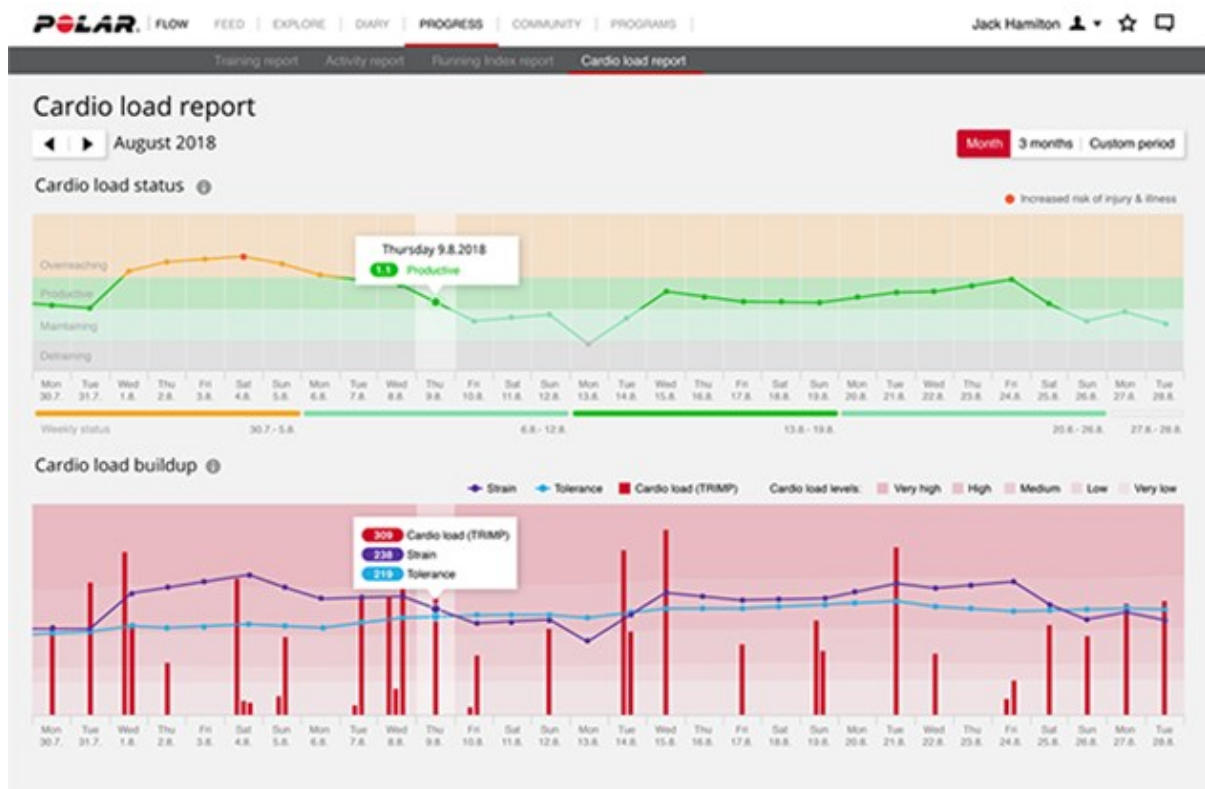 POLAR. FLOW FEED EXPLORE DIARY PROGRESS COMMUNITY PROGRAMS Jack Hamilton
Training report Activity report Running Index report Cardio load report
Cardio load report
August 2018
Month 3 months Custom period
Cardio load status
Increased risk of injury & illness
Thursday 9.8.2018
1.1 Productive
Overreaching
Productive
Maintaining
Detraining
Mon Tue Wed Thu Fri Sat Sun Mon Tue Wed Thu Fri Sat Sun Mon Tue Wed Thu Fri Sat Sun Mon Tue Wed Thu Fri Sat Sun Mon Tue
30.7. 31.7. 1.8. 2.8. 3.8. 4.8. 5.8. 6.8. 7.8. 8.8. 9.8. 10.8. 11.8. 12.8. 13.8. 14.8. 15.8. 16.8. 17.8. 18.8. 19.8. 20.8. 21.8. 22.8. 23.8. 24.8. 25.8. 26.8. 27.8. 28.8.
Weekly status 30.7.- 5.8. 6.8.- 12.8. 13.8.- 19.8. 20.8.- 26.8. 27.8.- 28.8.
Cardio load buildup
Strain Tolerance Cardio load (TRIMP) Cardio load levels: Very high High Medium Low Very low
309 Cardio load (TRIMP)
238 Strain
219 Tolerance
Mon Tue Wed Thu Fri Sat Sun Mon Tue Wed Thu Fri Sat Sun Mon Tue Wed Thu Fri Sat Sun Mon Tue Wed Thu Fri Sat Sun Mon Tue
30.7. 31.7. 1.8. 2.8. 3.8. 4.8. 5.8. 6.8. 7.8. 8.8. 9.8. 10.8. 11.8. 12.8. 13.8. 14.8. 15.8. 16.8. 17.8. 18.8. 19.8. 20.8. 21.8. 22.8. 23.8. 24.8. 25.8. 26.8. 27.8. 28.8.